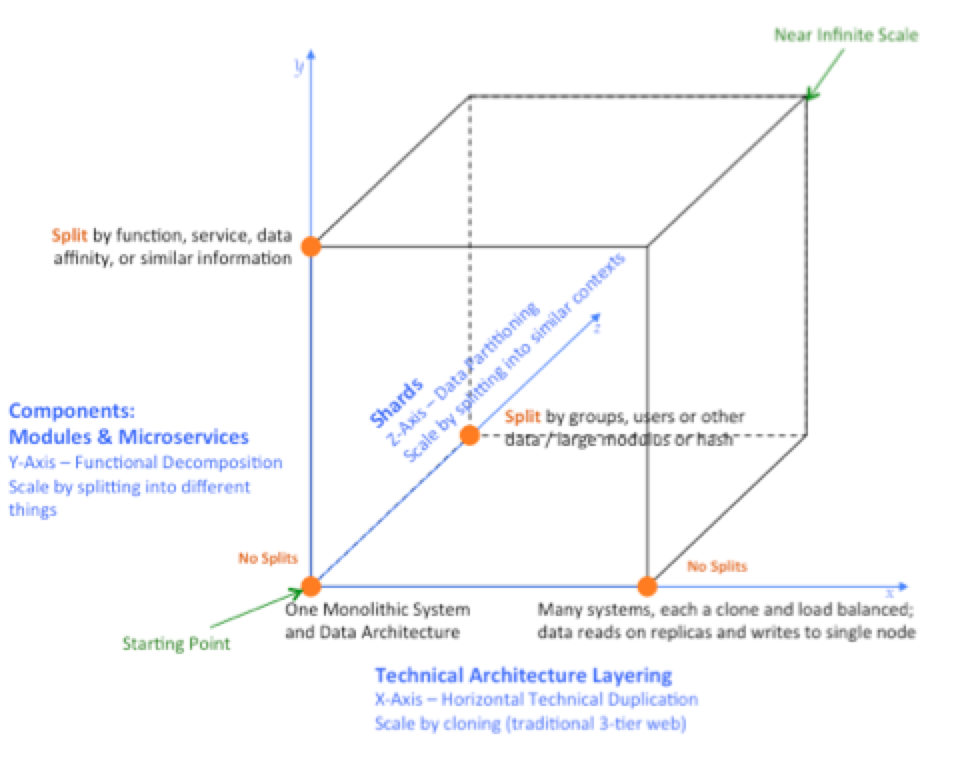 Near Infinite Scale
y
Split by function, service, data
affinity, or similar information
Shards
Z-Axis – Data Partitioning
Scale by splitting into similar contexts
z
Split by groups, users or other
data / large modulos or hash
Components:
Modules & Microservices
Y-Axis – Functional Decomposition
Scale by splitting into different
things
No Splits
No Splits
x
One Monolithic System
and Data Architecture
Many systems, each a clone and load balanced;
data reads on replicas and writes to single node
Starting Point
Technical Architecture Layering
X-Axis – Horizontal Technical Duplication
Scale by cloning (traditional 3-tier web)